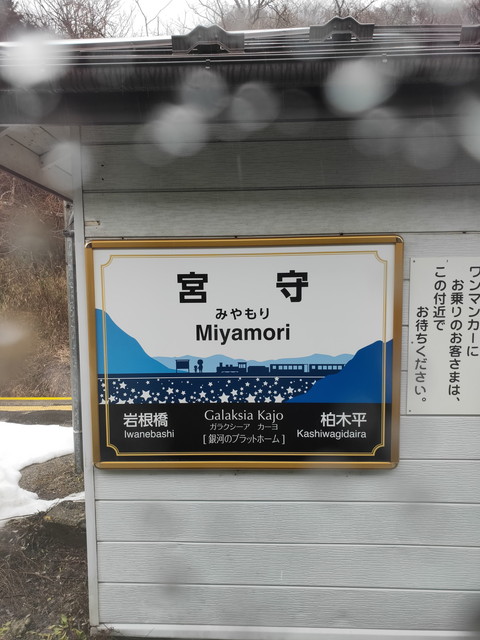 宮守
みやもり
Miyamori
岩根橋
Iwanebashi
Galaksia Kajo
ガラクシーア カーヨ
[銀河のプラットホーム]
柏木平
Kashiwagidaira
ワンマンカーに
お乗りのお客さまは、
この付近で
お待ちください。